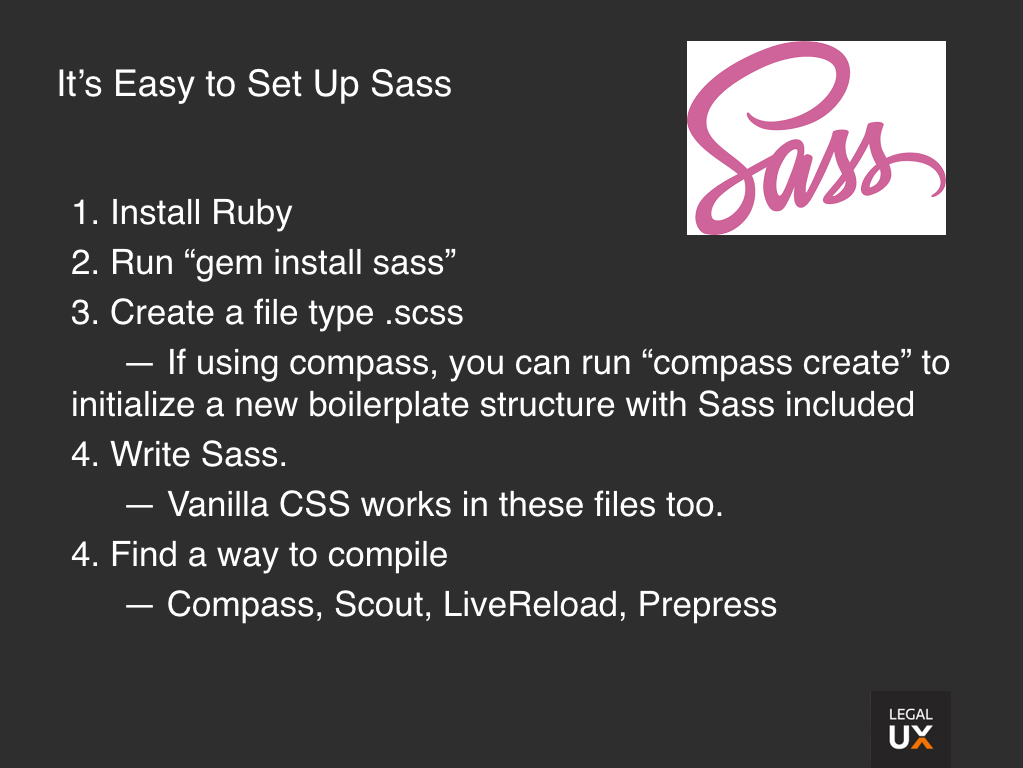 It’s Easy to Set Up Sass
Sass
1. Install Ruby
2. Run “gem install sass”
3. Create a file type .scss
— If using compass, you can run “compass create” to
initialize a new boilerplate structure with Sass included
4. Write Sass.
— Vanilla CSS works in these files too.
4. Find a way to compile
— Compass, Scout, LiveReload, Prepress
LEGAL
UX